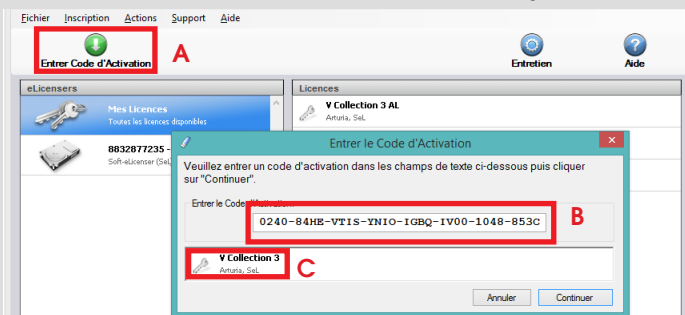 Fichier Inscription Actions Support Aide
Entrer Code d'Activation
A
Entretien
Aide
eLicensers
Licences
Mes Licences
Toutes les licences disponibles
V Collection 3 AL
Arturia, SeL
8832877235 -
Soft-eLicenser (SeL)
Entrer le Code d'Activation
Veuillez entrer un code d'activation dans les champs de texte ci-dessous puis cliquer
sur "Continuer".
Entrer le Code d'Activation:
0240-84HE-VTIS-YNIO-IGBQ-IV00-1048-853C
B
V Collection 3
Arturia, SeL
C
Annuler
Continuer